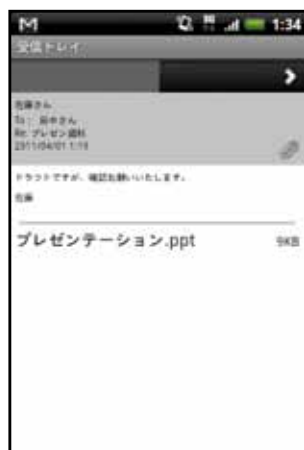 1:34
受信トレイ
佐藤さん
To: 田中さん
Re: プレゼン資料
2011/04/01 1:19
ドラフトですが、確認お願いいたします。
佐藤
プレゼンテーション.ppt 9KB